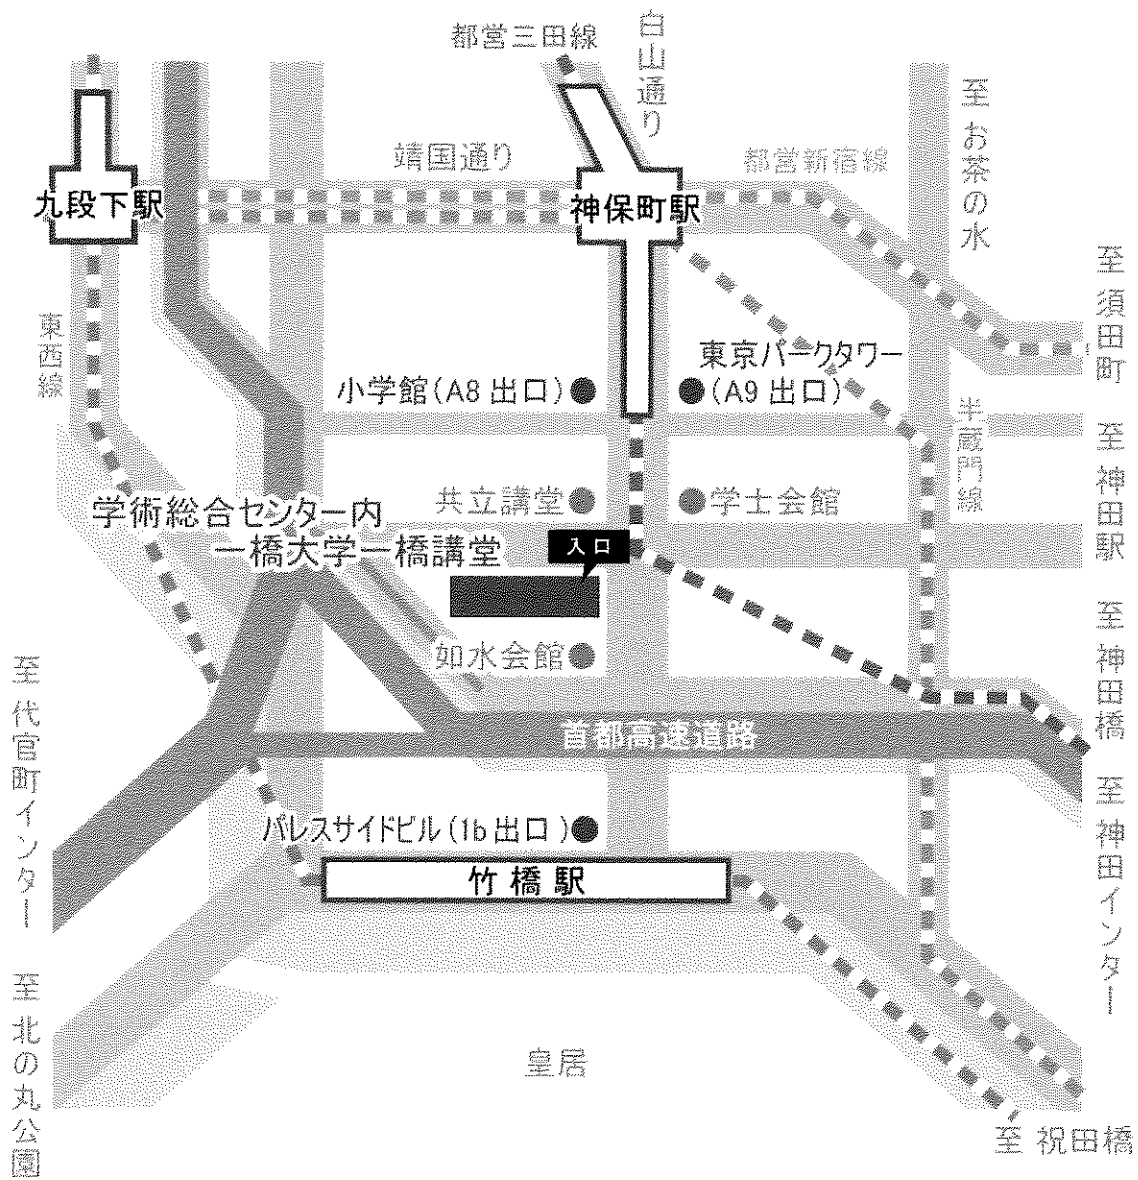 都営三田線
白山通り
至 お茶の水
靖国通り
都営新宿線
九段下駅
神保町駅
至 須田町
東西線
東京パークタワー
(A9 出口)
小学館(A8 出口)
半蔵門線
至 神田駅
学術総合センター内
一橋大学一橋講堂
共立講堂
学士会館
入口
如水会館
至 神田橋
至 代官町インター
首都高速道路
至 神田インター
パレスサイドビル(1b 出口)
竹橋駅
至 北の丸公園
皇居
至 祝田橋